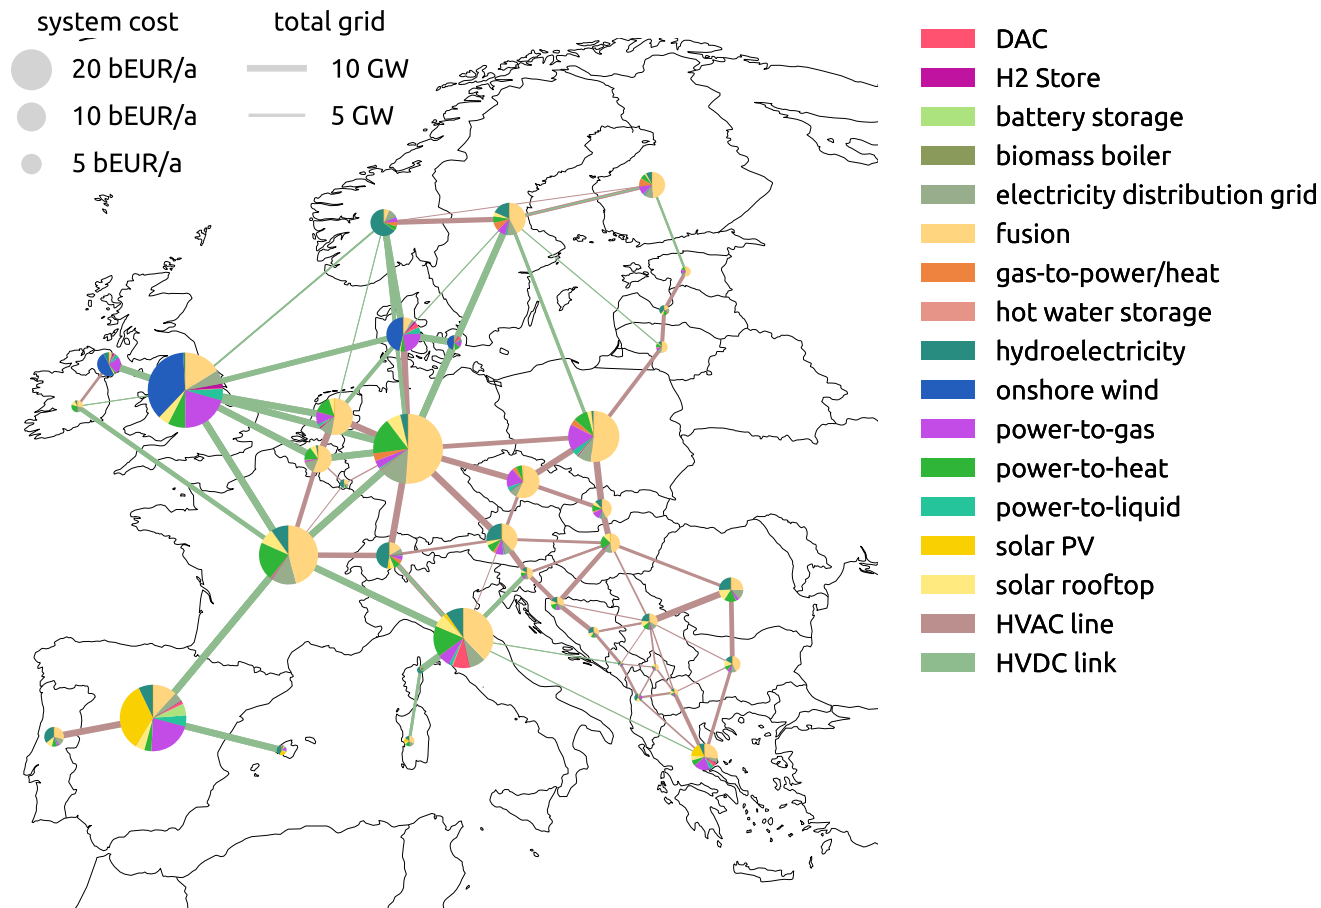 system cost
total grid
20 bEUR/a
10 GW
10 bEUR/a
5 GW
5 bEUR/a
DAC
H2 Store
battery storage
biomass boiler
electricity distribution grid
fusion
gas-to-power/heat
hot water storage
hydroelectricity
onshore wind
power-to-gas
power-to-heat
power-to-liquid
solar PV
solar rooftop
HVAC line
HVDC link